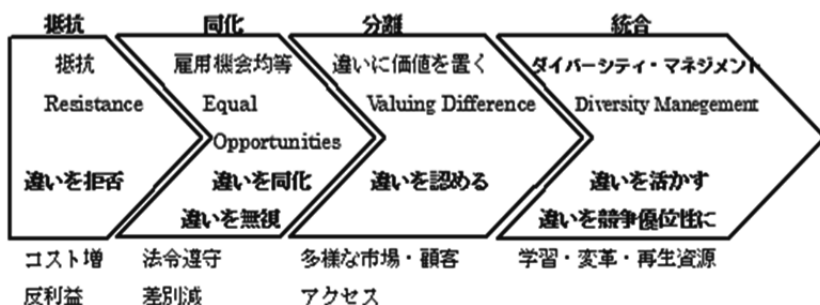 抵抗
同化
分離
統合
抵抗
Resistance
違いを拒否
雇用機会均等
Equal
Opportunities
違いを同化
違いを無視
違いに価値を置く
Valuing Difference
違いを認める
ダイバーシティ・マネジメント
Diversity Manegement
違いを活かす
違いを競争優位性に
コスト増
反利益
法令遵守
差別減
多様な市場・顧客
アクセス
学習・変革・再生資源